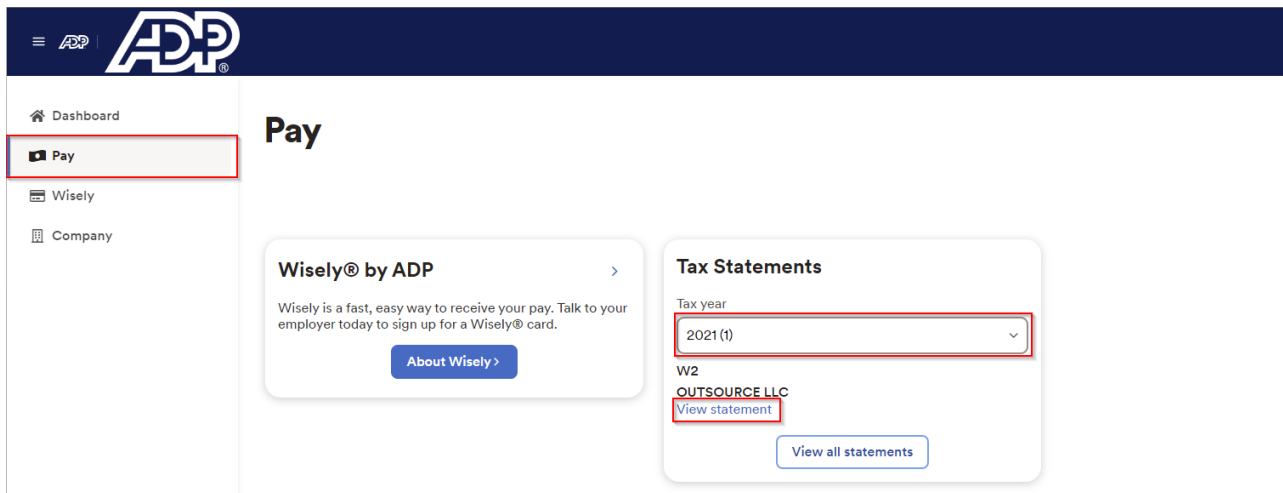 ADP
ADP®
Dashboard
Pay
Wisely
Company
Pay
Wisely® by ADP
Wisely is a fast, easy way to receive your pay. Talk to your
employer today to sign up for a Wisely® card.
About Wisely
Tax Statements
Tax year
2021 (1)
W2
OUTSOURCE LLC
View statement
View all statements